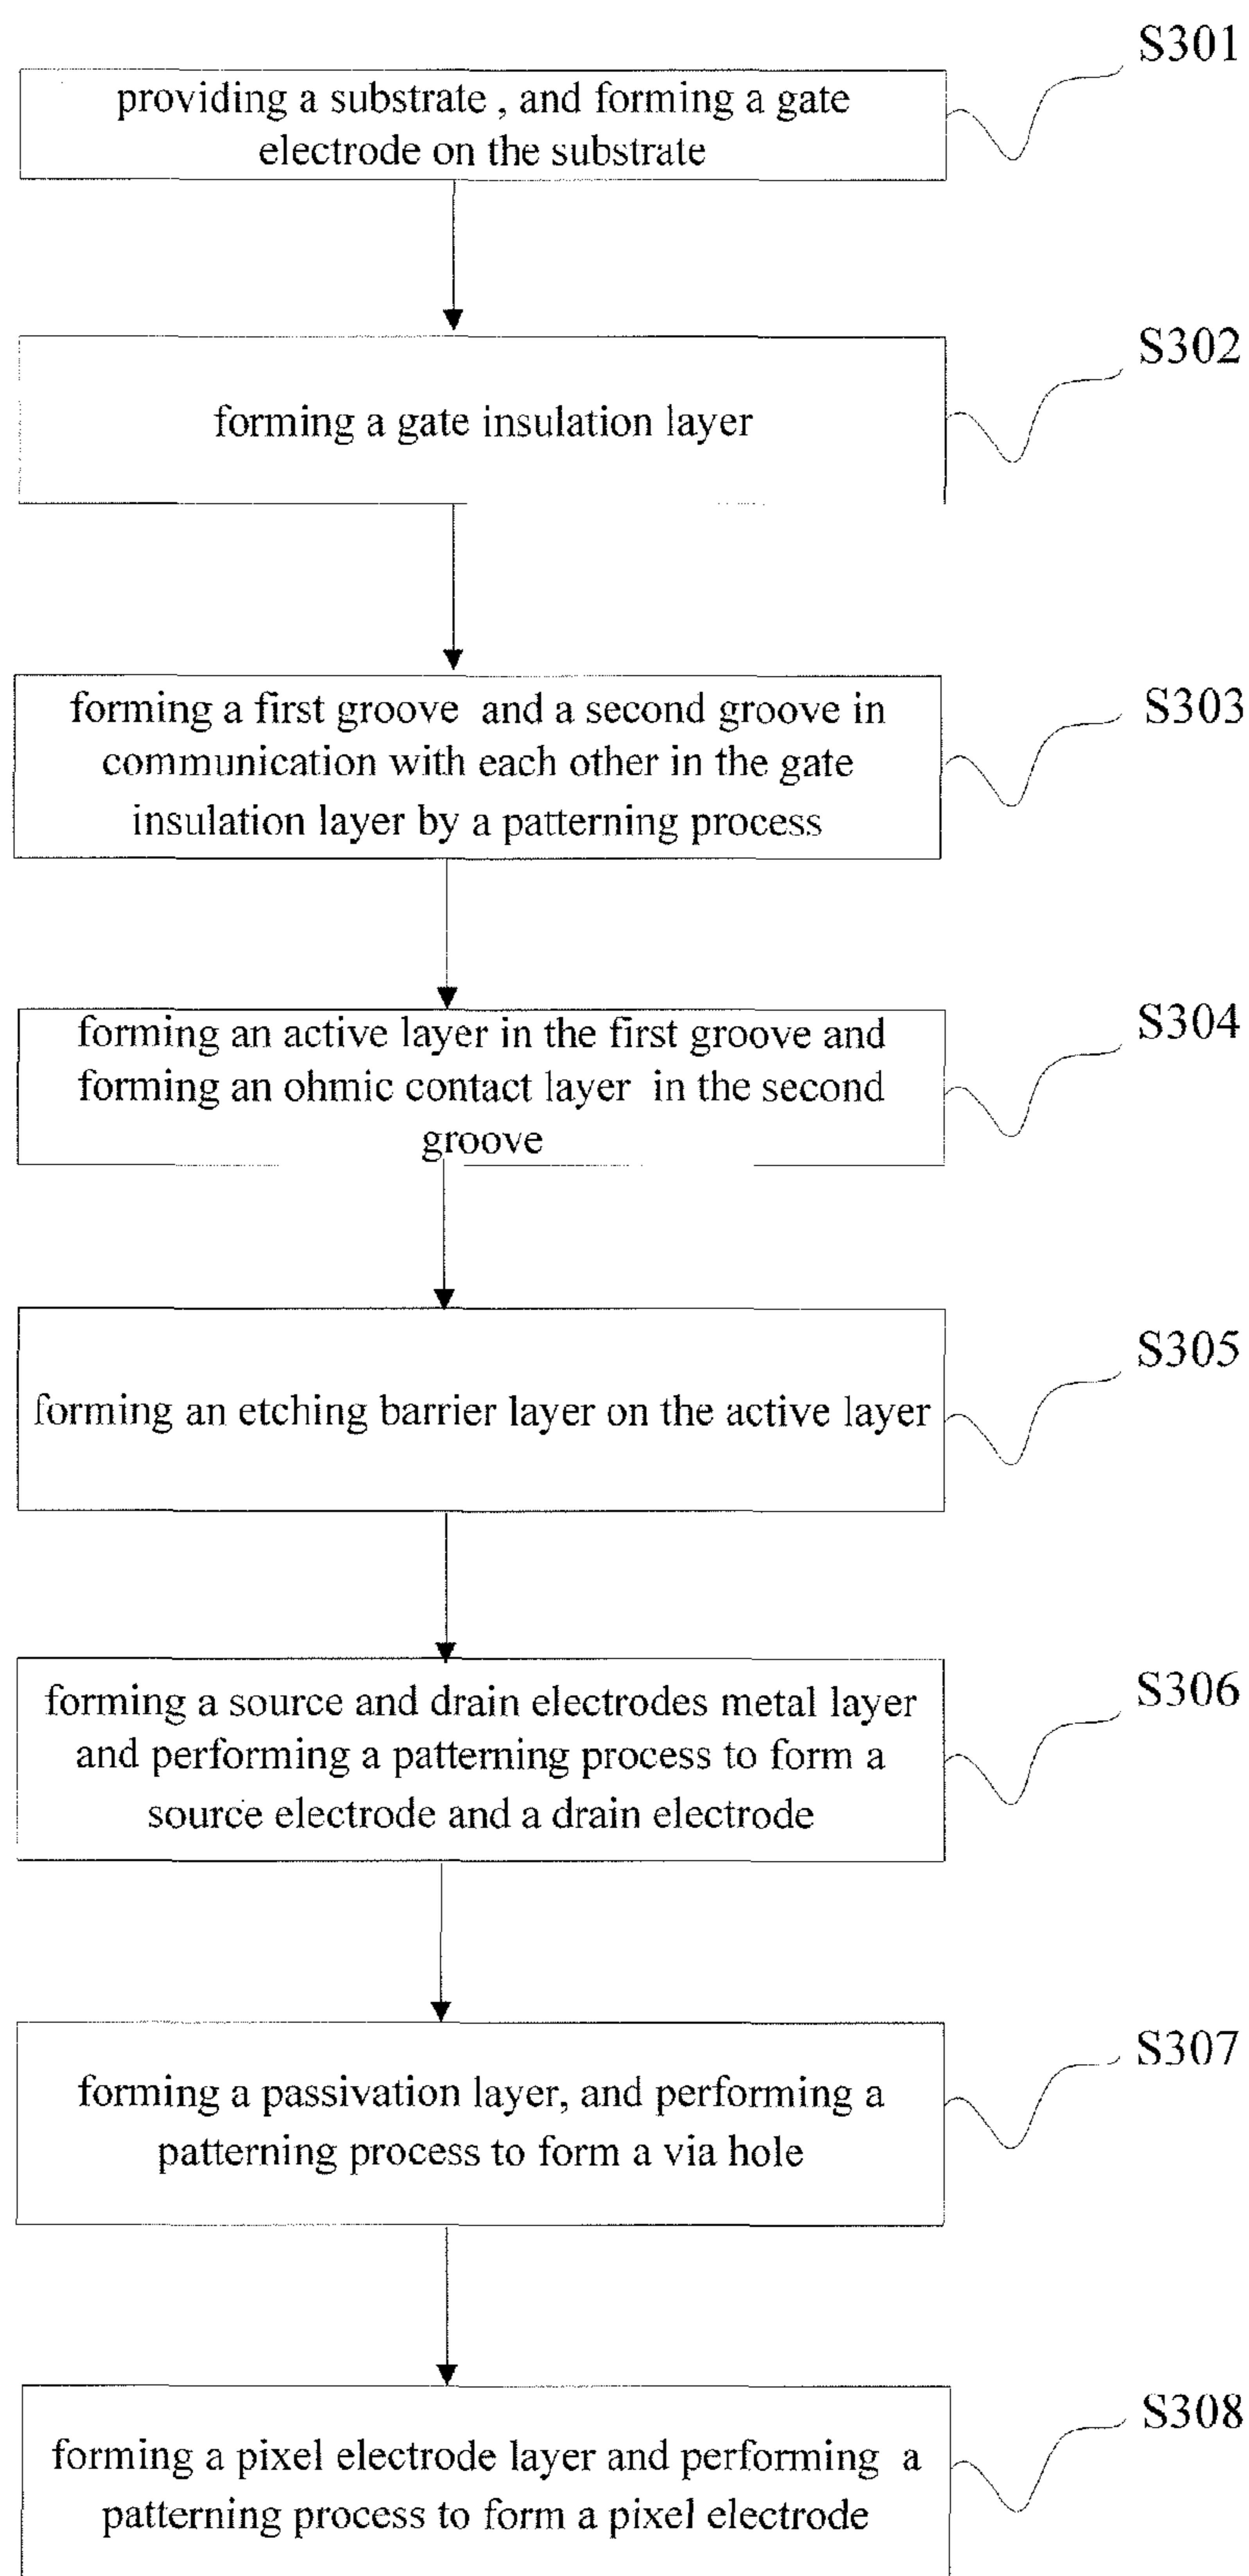 S301
providing a substrate , and forming a gate
electrode on the substrate
S302
forming a gate insulation layer
S303
forming a first groove and a second groove in
communication with each other in the gate
insulation layer by a patterning process
S304
forming an active layer in the first groove and
forming an ohmic contact layer in the second
groove
S305
forming an etching barrier layer on the active layer
S306
forming a source and drain electrodes metal layer
and performing a patterning process to form a
source electrode and a drain electrode
S307
forming a passivation layer, and performing a
patterning process to form a via hole
S308
forming a pixel electrode layer and performing a
patterning process to form a pixel electrode